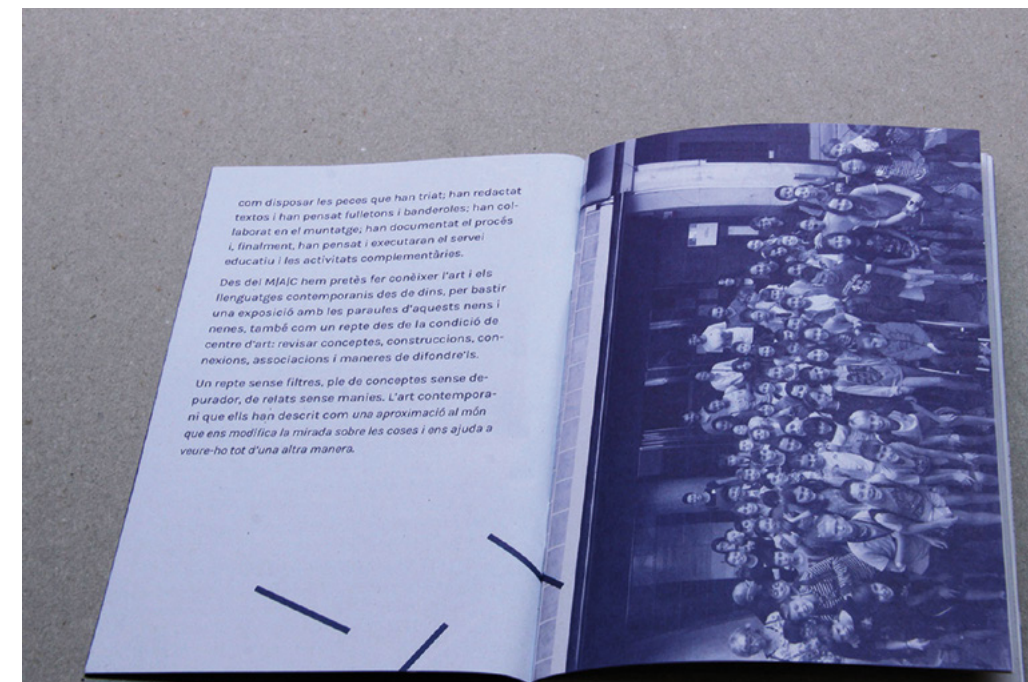 com disposar les peces que han triat; han redactat
textos i han pensat fulletons i banderoles; han col·
laborat en el muntatge; han documentat el procés
i, finalment, han pensat i executaran el servei
educatiu i les activitats complementàries.
Des del M|A|C hem pretès fer conèixer l'art i els
llenguatges contemporanis des de dins, per bastir
una exposició amb les paraules d'aquests nens i
nenes, també com un repte des de la condició de
centre d'art: revisar conceptes, construccions, con-
nexions, associacions i maneres de difondre'ls.
Un repte sense filtres, ple de conceptes sense de-
purador, de relats sense manies. L'art contempora-
ni que ells han descrit com una aproximació al món
que ens modifica la mirada sobre les coses i ens ajuda a
veure-ho tot d'una altra manera.